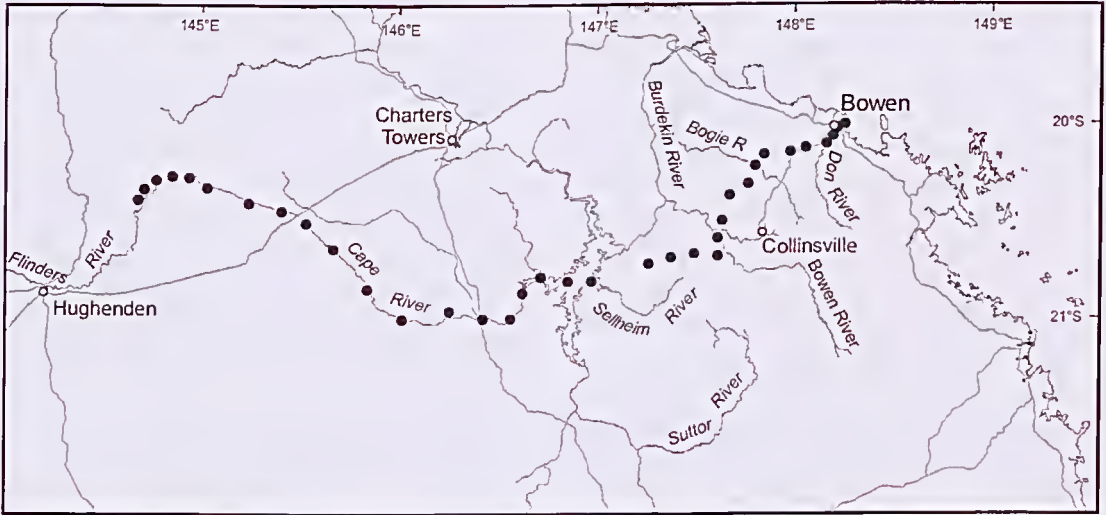 145°E
146°E
147°E
148°E
149°E
Charters
Towers
Burdekin River
Bogie R
Bowen
20°S
Don River
Flinders
River
Hughenden
Cape
River
Collinsville
Bowen River
Sellheim
River
21°S
Suttor
River